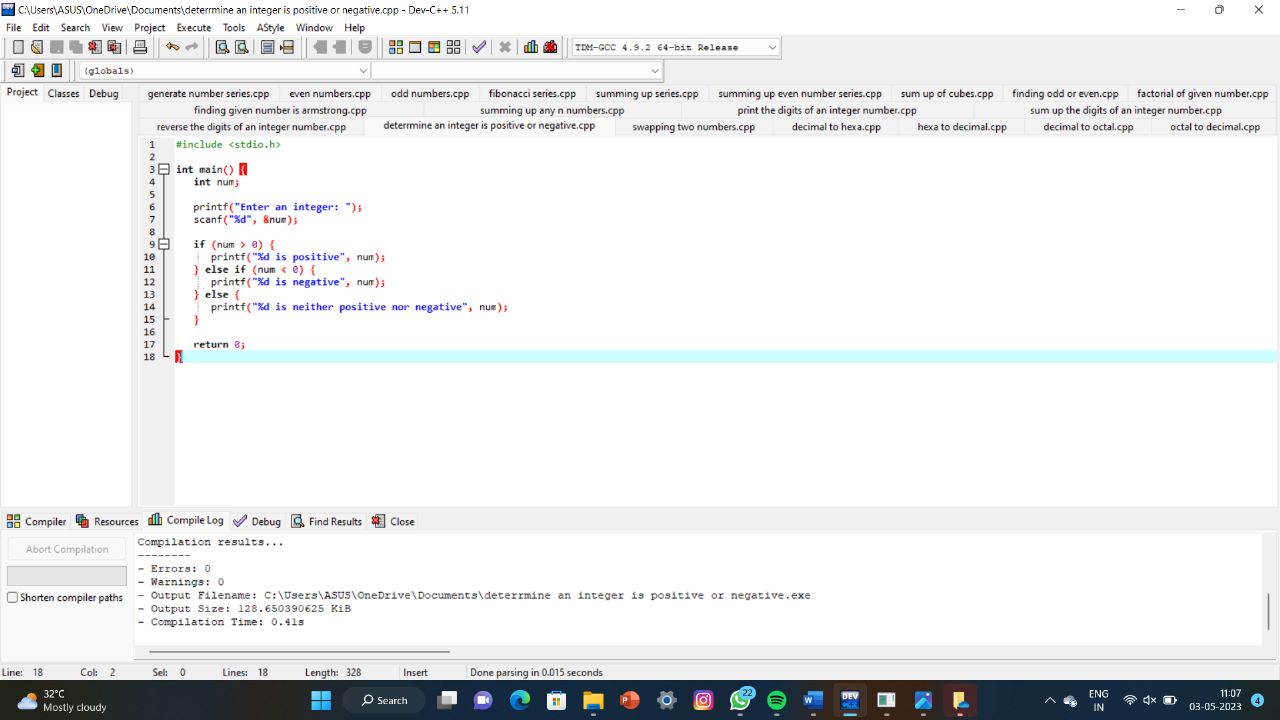 C:\Users\ASUS\OneDrive\Documents\deterrmine an integer is positive or negative.cpp - Dev-C++ 5.11
File Edit Search View Project Execute Tools AStyle Window Help
TDM-GCC 4.9.2 64-bit Release
(globals)
Project Classes Debug
generate number series.cpp even numbers.cpp odd numbers.cpp fibonacci series.cpp summing up series.cpp summing up even number series.cpp sum up of cubes.cpp finding odd or even.cpp factorial of given number.cpp
finding given number is armstrong.cpp summing up any n numbers.cpp print the digits of an integer number.cpp sum up the digits of an integer number.cpp
reverse the digits of an integer number.cpp deterrmine an integer is positive or negative.cpp swapping two numbers.cpp decimal to hexa.cpp hexa to decimal.cpp decimal to octal.cpp octal to decimal.cpp
1 #include <stdio.h>
2
3 int main() {
4 int num;
5
6 printf("Enter an integer: ");
7 scanf("%d", &num);
8
9 if (num > 0) {
10 printf("%d is positive", num);
11 } else if (num < 0) {
12 printf("%d is negative", num);
13 } else {
14 printf("%d is neither positive nor negative", num);
15 }
16
17 return 0;
18 }
Compiler Resources Compile Log Debug Find Results Close
Abort Compilation
Shorten compiler paths
Compilation results...
--------
- Errors: 0
- Warnings: 0
- Output Filename: C:\Users\ASUS\OneDrive\Documents\deterrmine an integer is positive or negative.exe
- Output Size: 128.650390625 KiB
- Compilation Time: 0.41s
Line: 18 Col: 2 Sel: 0 Lines: 18 Length: 328 Insert Done parsing in 0.015 seconds
32°C
Mostly cloudy
Search
22
ENG
IN
11:07
03-05-2023
4